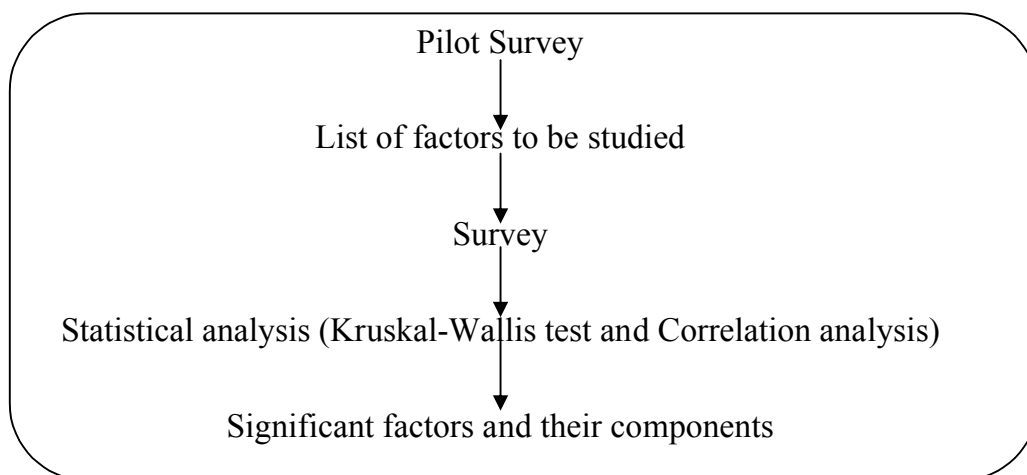 Pilot Survey
List of factors to be studied
Survey
Statistical analysis (Kruskal-Wallis test and Correlation analysis)
Significant factors and their components